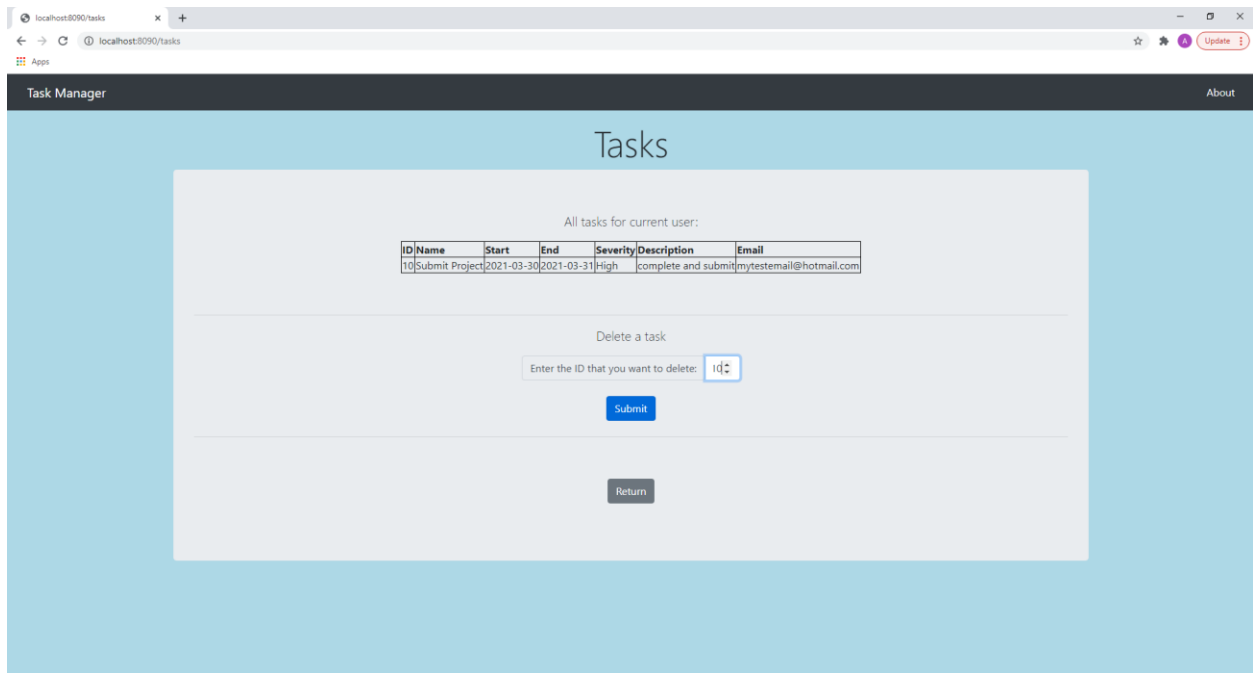 localhost:8090/tasks
localhost:8090/tasks
A
Update
Apps
Task Manager About
Tasks
All tasks for current user:
ID Name Start End Severity Description Email
10 Submit Project 2021-03-30 2021-03-31 High complete and submit mytestemail@hotmail.com
Delete a task
Enter the ID that you want to delete: 10
Submit
Return